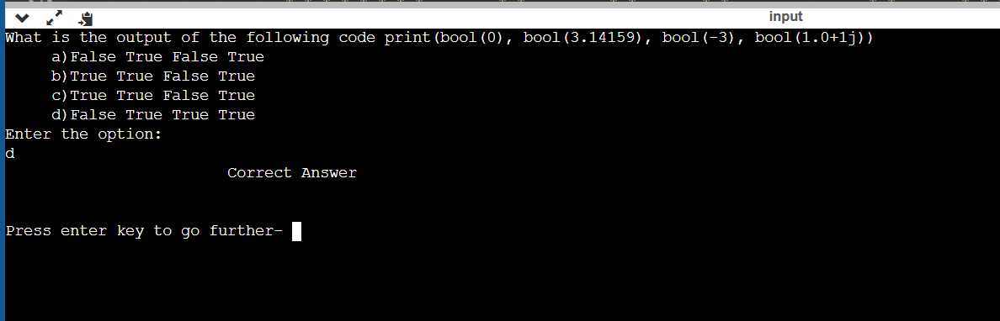 input
What is the output of the following code print(bool(0), bool(3.14159), bool(-3), bool(1.0+1j))
a)False True False True
b)True True False True
c)True True False True
d)False True True True
Enter the option:
d
Correct Answer
Press enter key to go further-